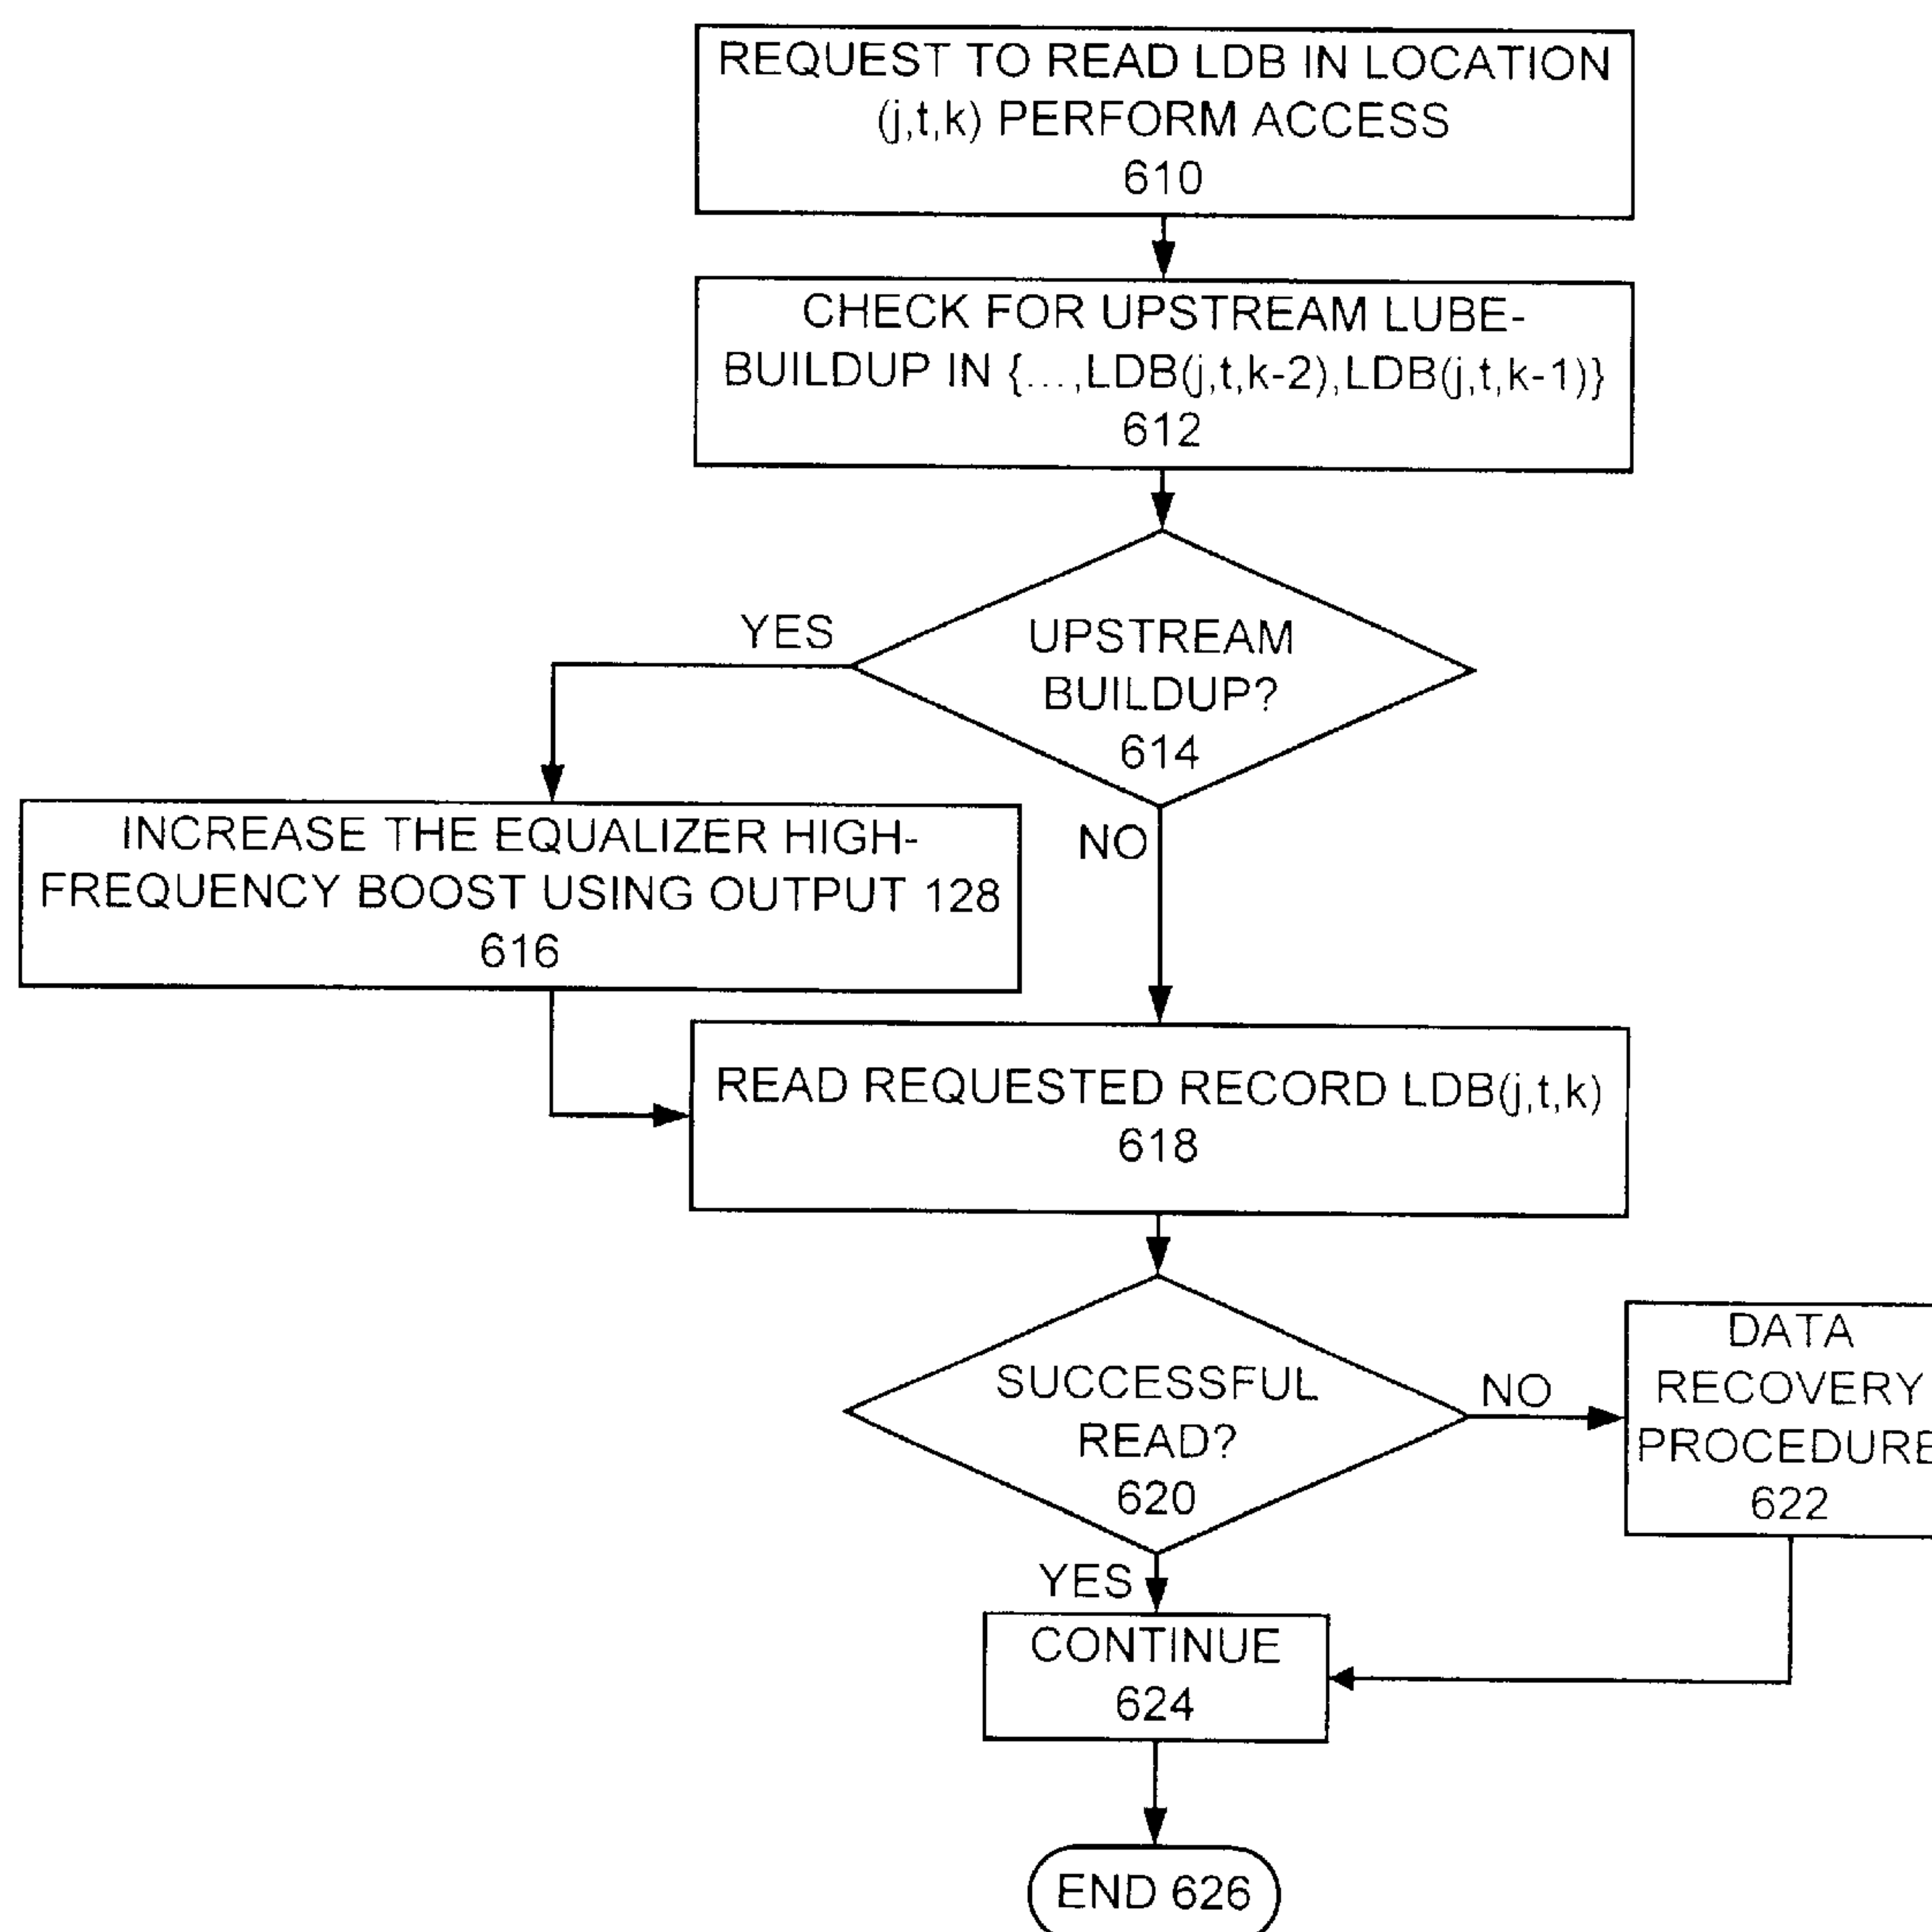 REQUEST TO READ LDB IN LOCATION
(j,t,k) PERFORM ACCESS
610
CHECK FOR UPSTREAM LUBE-
BUILDUP IN {...,LDB(j,t,k-2),LDB(j,t,k-1)}
612
YES
UPSTREAM
BUILDUP?
614
INCREASE THE EQUALIZER HIGH-
FREQUENCY BOOST USING OUTPUT 128
616
NO
READ REQUESTED RECORD LDB(j,t,k)
618
SUCCESSFUL
READ?
620
NO
DATA
RECOVERY
PROCEDURE
622
YES
CONTINUE
624
END 626